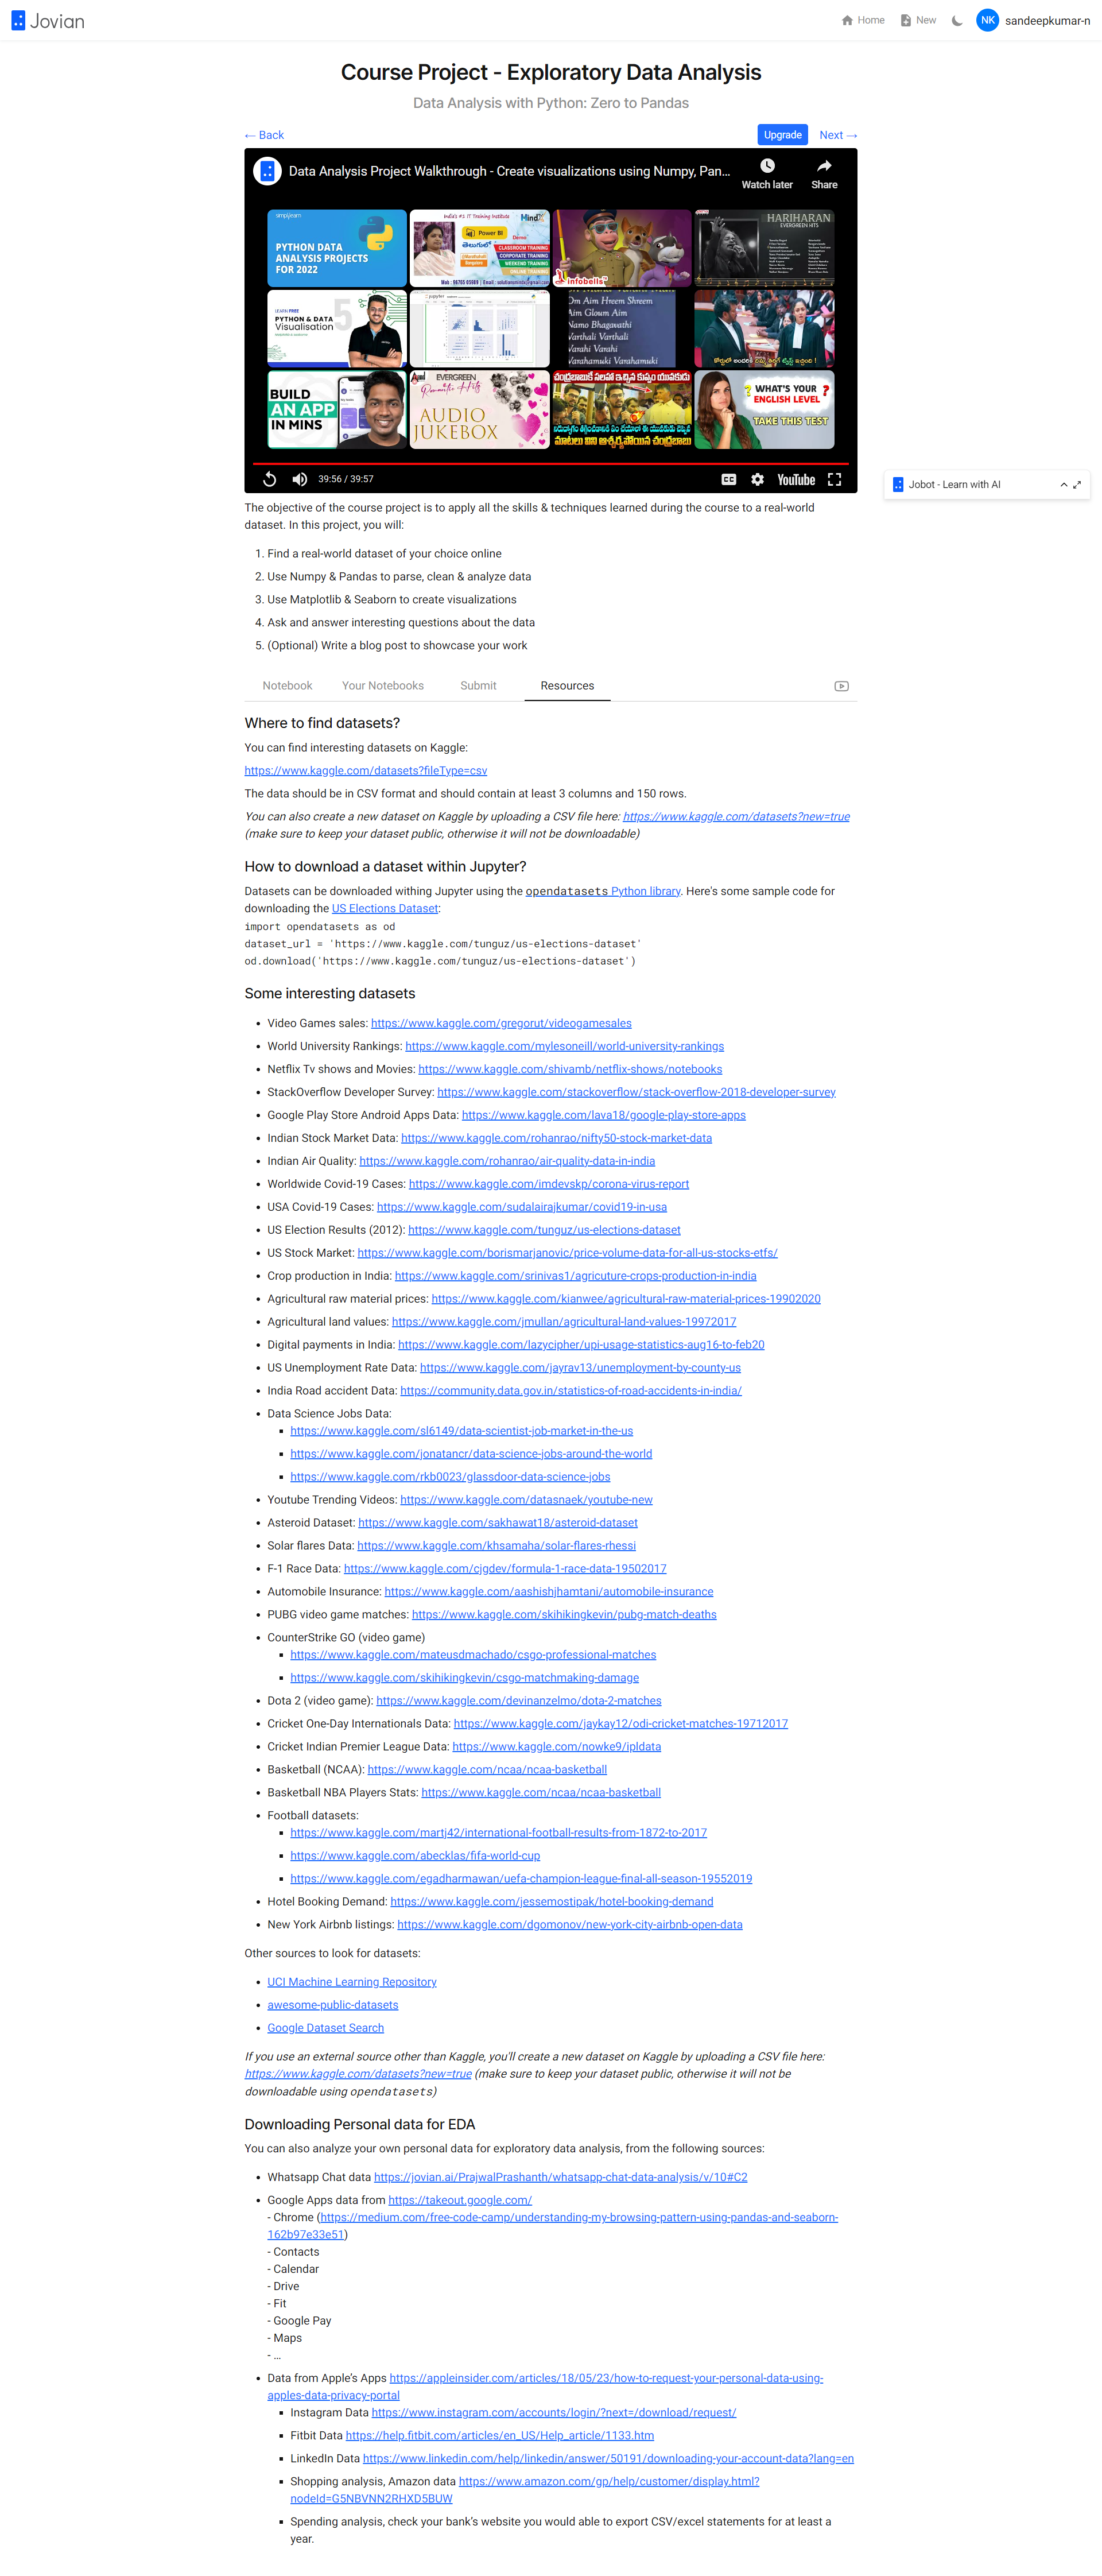 Jovian
Home
New
NK
sandeepkumar-n
Course Project - Exploratory Data Analysis
Data Analysis with Python: Zero to Pandas
← Back
Upgrade
Next →
Data Analysis Project Walkthrough - Create visualizations using Numpy, Pan...
Watch later
Share
simplilearn
PYTHON DATA
ANALYSIS PROJECTS
FOR 2022
India's #1 IT Training Institute
MindX
Power BI
Demo
తెలుగులో
CLASSROOM TRAINING
CORPORATE TRAINING
WEEKEND TRAINING
ONLINE TRAINING
infobells
HARIHARAN
EVERGREEN HITS
LEARN FREE
PYTHON & DATA
Visualisation
5
Om Aim Hreem Shreem
Aim Gloum Aim
Namo Bhagavathi
Varthali Varthali
Varahi Varahi
Varahamuki Varahamuki
BUILD
AN APP
IN MINS
EVERGREEN
Romantic Hits
AUDIO
JUKEBOX
WHAT'S YOUR
ENGLISH LEVEL
TAKE THIS TEST
39:56 / 39:57
CC
YouTube
Jobot - Learn with AI
The objective of the course project is to apply all the skills & techniques learned during the course to a real-world
dataset. In this project, you will:
1. Find a real-world dataset of your choice online
2. Use Numpy & Pandas to parse, clean & analyze data
3. Use Matplotlib & Seaborn to create visualizations
4. Ask and answer interesting questions about the data
5. (Optional) Write a blog post to showcase your work
Notebook
Your Notebooks
Submit
Resources
Where to find datasets?
You can find interesting datasets on Kaggle:
https://www.kaggle.com/datasets?fileType=csv
The data should be in CSV format and should contain at least 3 columns and 150 rows.
You can also create a new dataset on Kaggle by uploading a CSV file here: https://www.kaggle.com/datasets?new=true
(make sure to keep your dataset public, otherwise it will not be downloadable)
How to download a dataset within Jupyter?
Datasets can be downloaded withing Jupyter using the opendatasets Python library. Here's some sample code for
downloading the US Elections Dataset:
import opendatasets as od
dataset_url = 'https://www.kaggle.com/tunguz/us-elections-dataset'
od.download('https://www.kaggle.com/tunguz/us-elections-dataset')
Some interesting datasets
• Video Games sales: https://www.kaggle.com/gregorut/videogamesales
• World University Rankings: https://www.kaggle.com/mylesoneill/world-university-rankings
• Netflix Tv shows and Movies: https://www.kaggle.com/shivamb/netflix-shows/notebooks
• StackOverflow Developer Survey: https://www.kaggle.com/stackoverflow/stack-overflow-2018-developer-survey
• Google Play Store Android Apps Data: https://www.kaggle.com/lava18/google-play-store-apps
• Indian Stock Market Data: https://www.kaggle.com/rohanrao/nifty50-stock-market-data
• Indian Air Quality: https://www.kaggle.com/rohanrao/air-quality-data-in-india
• Worldwide Covid-19 Cases: https://www.kaggle.com/imdevskp/corona-virus-report
• USA Covid-19 Cases: https://www.kaggle.com/sudalairajkumar/covid19-in-usa
• US Election Results (2012): https://www.kaggle.com/tunguz/us-elections-dataset
• US Stock Market: https://www.kaggle.com/borismarjanovic/price-volume-data-for-all-us-stocks-etfs/
• Crop production in India: https://www.kaggle.com/srinivas1/agricuture-crops-production-in-india
• Agricultural raw material prices: https://www.kaggle.com/kianwee/agricultural-raw-material-prices-19902020
• Agricultural land values: https://www.kaggle.com/jmullan/agricultural-land-values-19972017
• Digital payments in India: https://www.kaggle.com/lazycipher/upi-usage-statistics-aug16-to-feb20
• US Unemployment Rate Data: https://www.kaggle.com/jayrav13/unemployment-by-county-us
• India Road accident Data: https://community.data.gov.in/statistics-of-road-accidents-in-india/
• Data Science Jobs Data:
▪ https://www.kaggle.com/sl6149/data-scientist-job-market-in-the-us
▪ https://www.kaggle.com/jonatancr/data-science-jobs-around-the-world
▪ https://www.kaggle.com/rkb0023/glassdoor-data-science-jobs
• Youtube Trending Videos: https://www.kaggle.com/datasnaek/youtube-new
• Asteroid Dataset: https://www.kaggle.com/sakhawat18/asteroid-dataset
• Solar flares Data: https://www.kaggle.com/khsamaha/solar-flares-rhessi
• F-1 Race Data: https://www.kaggle.com/cjgdev/formula-1-race-data-19502017
• Automobile Insurance: https://www.kaggle.com/aashishjhamtani/automobile-insurance
• PUBG video game matches: https://www.kaggle.com/skihikingkevin/pubg-match-deaths
• CounterStrike GO (video game)
▪ https://www.kaggle.com/mateusdmachado/csgo-professional-matches
▪ https://www.kaggle.com/skihikingkevin/csgo-matchmaking-damage
• Dota 2 (video game): https://www.kaggle.com/devinanzelmo/dota-2-matches
• Cricket One-Day Internationals Data: https://www.kaggle.com/jaykay12/odi-cricket-matches-19712017
• Cricket Indian Premier League Data: https://www.kaggle.com/nowke9/ipldata
• Basketball (NCAA): https://www.kaggle.com/ncaa/ncaa-basketball
• Basketball NBA Players Stats: https://www.kaggle.com/ncaa/ncaa-basketball
• Football datasets:
▪ https://www.kaggle.com/martj42/international-football-results-from-1872-to-2017
▪ https://www.kaggle.com/abecklas/fifa-world-cup
▪ https://www.kaggle.com/egadharmawan/uefa-champion-league-final-all-season-19552019
• Hotel Booking Demand: https://www.kaggle.com/jessemostipak/hotel-booking-demand
• New York Airbnb listings: https://www.kaggle.com/dgomonov/new-york-city-airbnb-open-data
Other sources to look for datasets:
• UCI Machine Learning Repository
• awesome-public-datasets
• Google Dataset Search
If you use an external source other than Kaggle, you'll create a new dataset on Kaggle by uploading a CSV file here:
https://www.kaggle.com/datasets?new=true (make sure to keep your dataset public, otherwise it will not be
downloadable using opendatasets)
Downloading Personal data for EDA
You can also analyze your own personal data for exploratory data analysis, from the following sources:
• Whatsapp Chat data https://jovian.ai/PrajwalPrashanth/whatsapp-chat-data-analysis/v/10#C2
• Google Apps data from https://takeout.google.com/
- Chrome (https://medium.com/free-code-camp/understanding-my-browsing-pattern-using-pandas-and-seaborn-
162b97e33e51)
- Contacts
- Calendar
- Drive
- Fit
- Google Pay
- Maps
- ...
• Data from Apple's Apps https://appleinsider.com/articles/18/05/23/how-to-request-your-personal-data-using-
apples-data-privacy-portal
▪ Instagram Data https://www.instagram.com/accounts/login/?next=/download/request/
▪ Fitbit Data https://help.fitbit.com/articles/en_US/Help_article/1133.htm
▪ LinkedIn Data https://www.linkedin.com/help/linkedin/answer/50191/downloading-your-account-data?lang=en
▪ Shopping analysis, Amazon data https://www.amazon.com/gp/help/customer/display.html?
nodeId=G5NBVNN2RHXD5BUW
▪ Spending analysis, check your bank's website you would able to export CSV/excel statements for at least a
year.